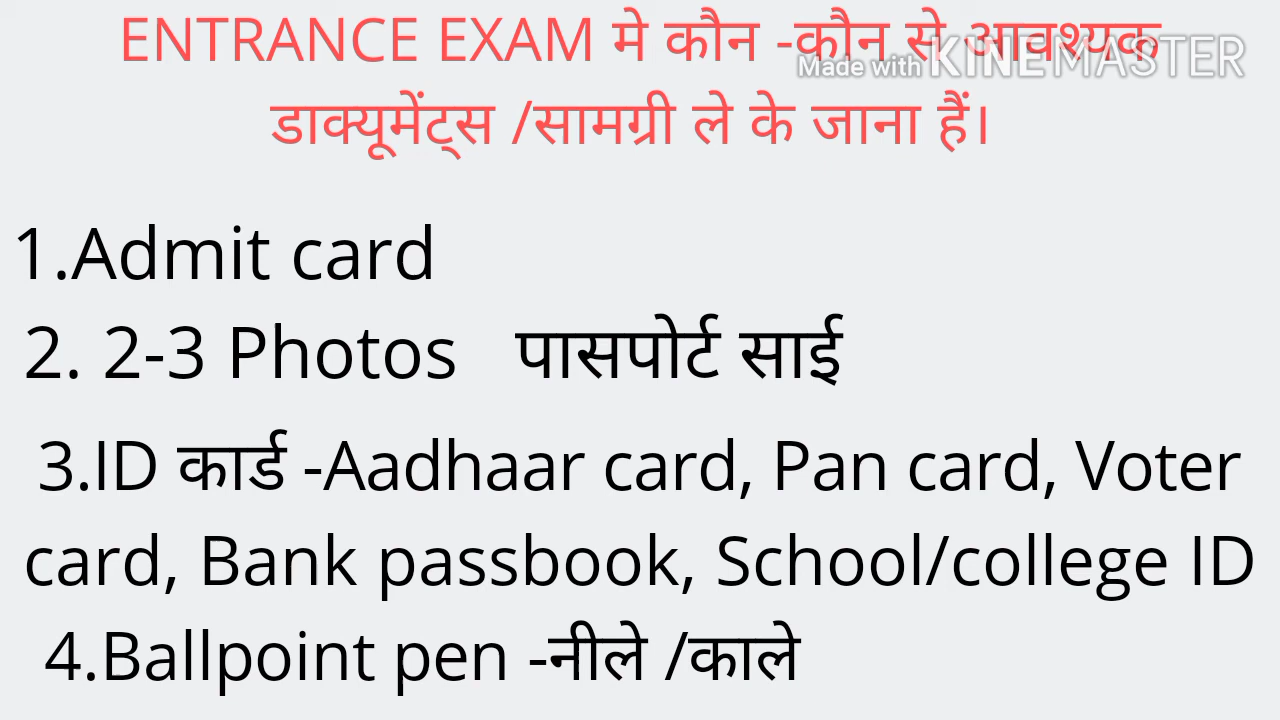 ENTRANCE EXAM मे कौन -कौन से आवश्यक
Made with KINEMASTER
डाक्यूमेंट्स /सामग्री ले के जाना हैं।
1.Admit card
2. 2-3 Photos पासपोर्ट साई
3.ID कार्ड -Aadhaar card, Pan card, Voter
card, Bank passbook, School/college ID
4.Ballpoint pen -नीले /काले